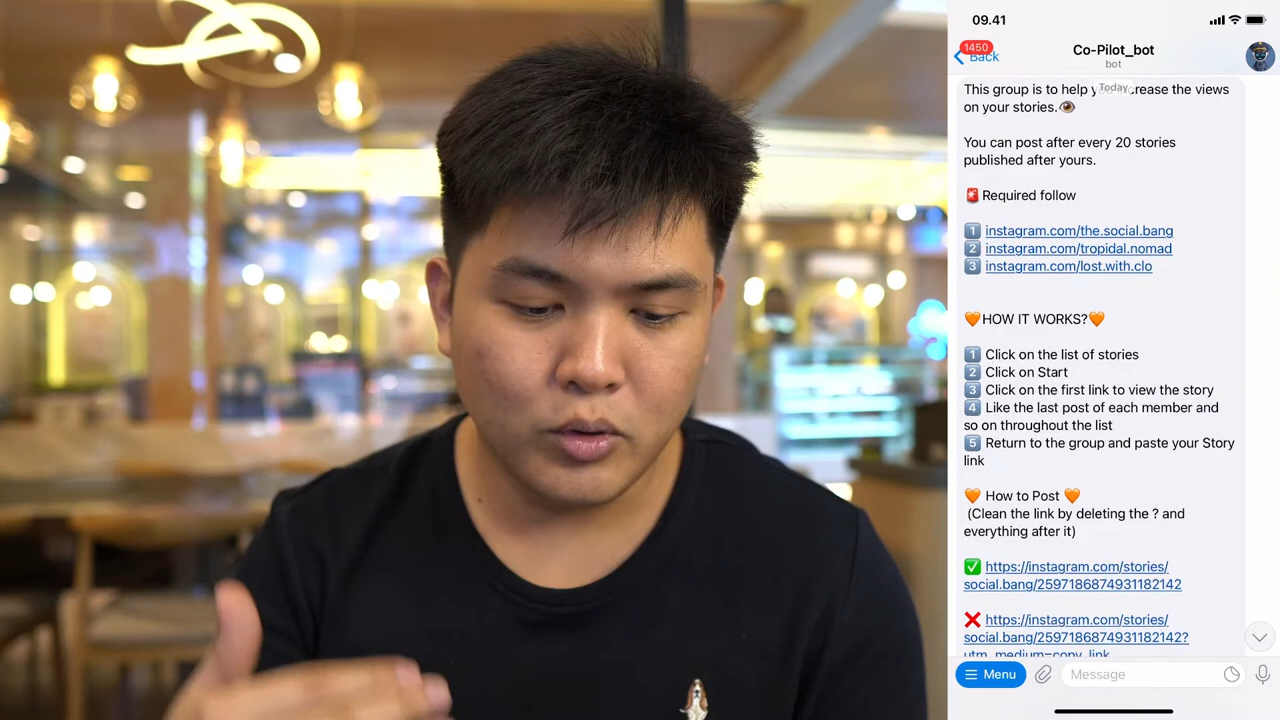 09.41
1450
Back
Co-Pilot_bot
bot
Today
This group is to help the views
on your stories.👁
You can post after every 20 stories
published after yours.
🚨Required follow
1️⃣ instagram.com/the.social.bang
2️⃣ instagram.com/tropidal.nomad
3️⃣ instagram.com/lost.with.clo
🧡HOW IT WORKS?🧡
1️⃣ Click on the list of stories
2️⃣ Click on Start
3️⃣ Click on the first link to view the story
4️⃣ Like the last post of each member and
so on throughout the list
5️⃣ Return to the group and paste your Story
link
🧡 How to Post 🧡
(Clean the link by deleting the ? and
everything after it)
✅ https://instagram.com/stories/
social.bang/2597186874931182142
❌ https://instagram.com/stories/
social.bang/2597186874931182142?
utm_medium=copy_link
Menu
Message